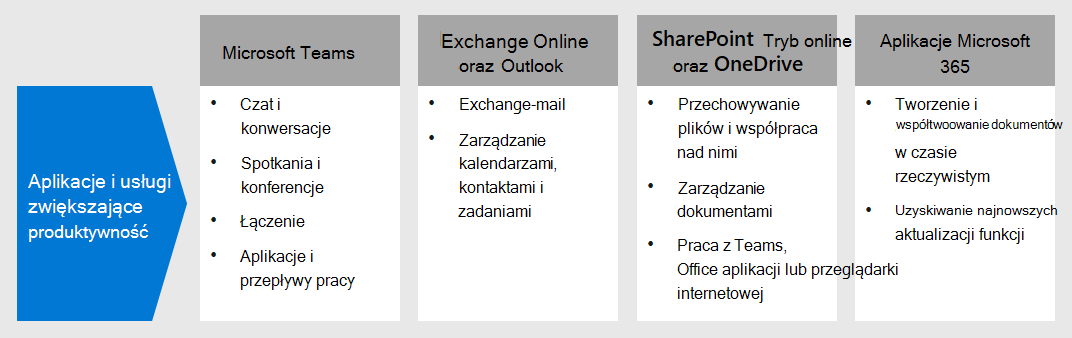 Aplikacje i usługi
zwiększające
produktywność
Microsoft Teams
• Czat i
konwersacje
• Spotkania i
konferencje
• Łączenie
• Aplikacje i
przepływy pracy
Exchange Online
oraz Outlook
• Exchange-mail
• Zarządzanie
kalendarzami,
kontaktami i
zadaniami
SharePoint Tryb online
oraz OneDrive
• Przechowywanie
plików i współpraca
nad nimi
• Zarządzanie
dokumentami
• Praca z Teams,
Office aplikacji lub przeglądarki
internetowej
Aplikacje Microsoft
365
• Tworzenie i
współtwoowanie dokumentów
w czasie
rzeczywistym
• Uzyskiwanie najnowszych
aktualizacji funkcji